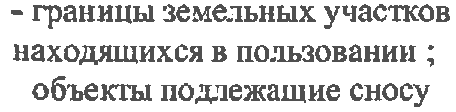 - границы земельных участков
находящихся в пользовании ;
объекты подлежащие сносу